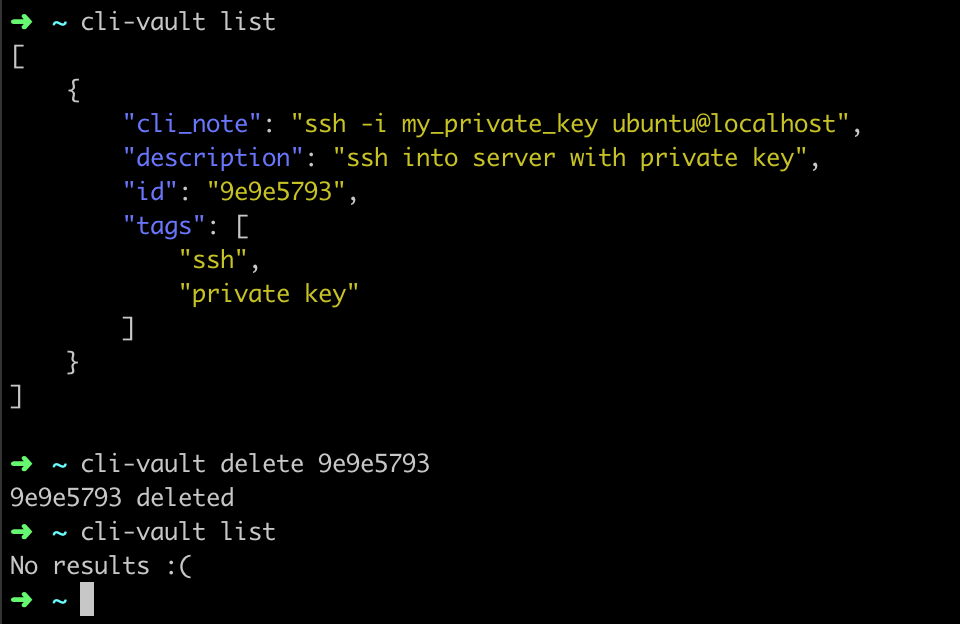 ➜ ~ cli-vault list
[
    {
        "cli_note": "ssh -i my_private_key ubuntu@localhost",
        "description": "ssh into server with private key",
        "id": "9e9e5793",
        "tags": [
            "ssh",
            "private key"
        ]
    }
]
➜ ~ cli-vault delete 9e9e5793
9e9e5793 deleted
➜ ~ cli-vault list
No results :(
➜ ~